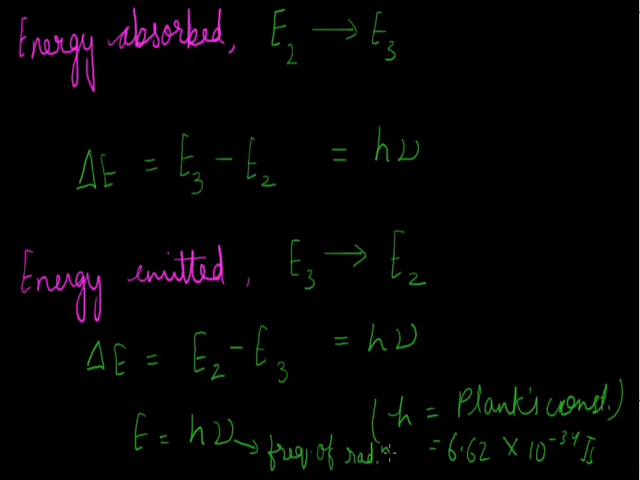 Energy absorbed, E₂ → E₃
ΔE = E₃ − E₂ = hν
Energy emitted, E₃ → E₂
ΔE = E₂ − E₃ = hν
E = hν → freq. of rad. (h = Plank's const.)
= 6.62 × 10⁻³⁴ Js